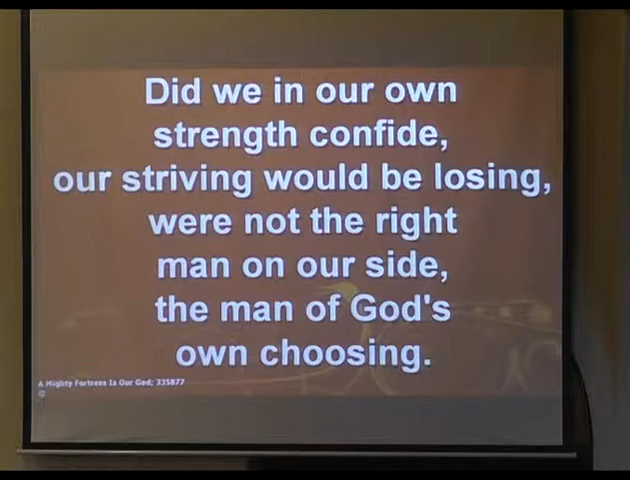 Did we in our own
strength confide,
our striving would be losing,
were not the right
man on our side,
the man of God's
own choosing.
A Mighty Fortress Is Our God; 335877
©